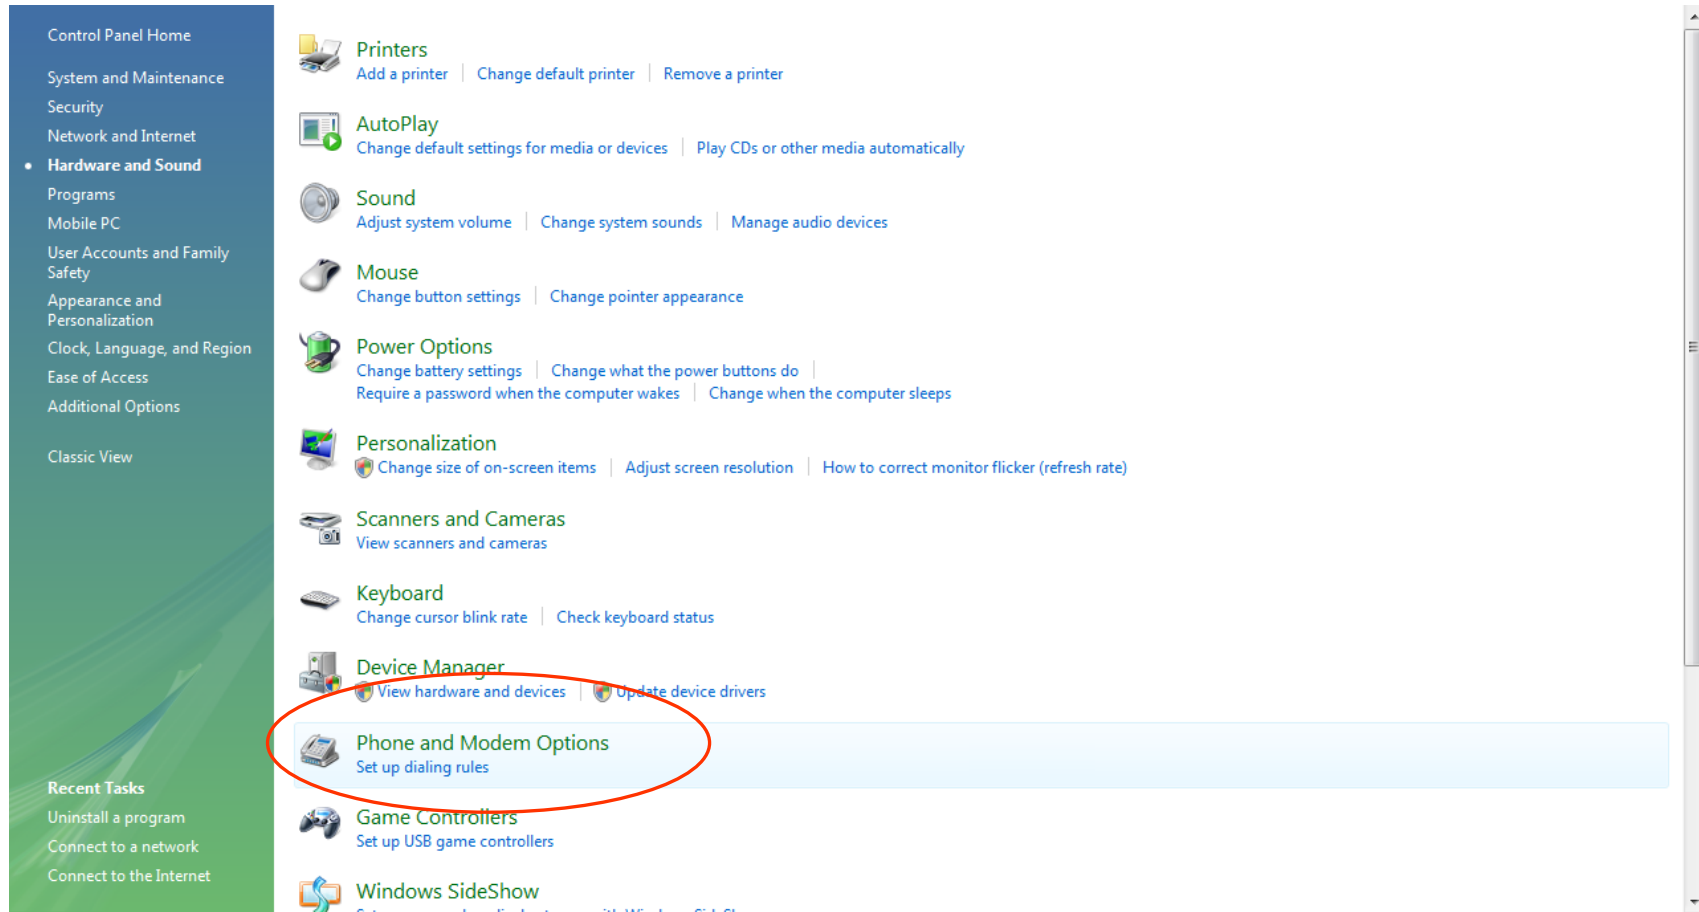 Control Panel Home
System and Maintenance
Security
Network and Internet
Hardware and Sound
Programs
Mobile PC
User Accounts and Family
Safety
Appearance and
Personalization
Clock, Language, and Region
Ease of Access
Additional Options
Classic View
Recent Tasks
Uninstall a program
Connect to a network
Connect to the Internet
Printers
Add a printer Change default printer Remove a printer
AutoPlay
Change default settings for media or devices Play CDs or other media automatically
Sound
Adjust system volume Change system sounds Manage audio devices
Mouse
Change button settings Change pointer appearance
Power Options
Change battery settings Change what the power buttons do
Require a password when the computer wakes Change when the computer sleeps
Personalization
Change size of on-screen items Adjust screen resolution How to correct monitor flicker (refresh rate)
Scanners and Cameras
View scanners and cameras
Keyboard
Change cursor blink rate Check keyboard status
Device Manager
View hardware and devices Update device drivers
Phone and Modem Options
Set up dialing rules
Game Controllers
Set up USB game controllers
Windows SideShow